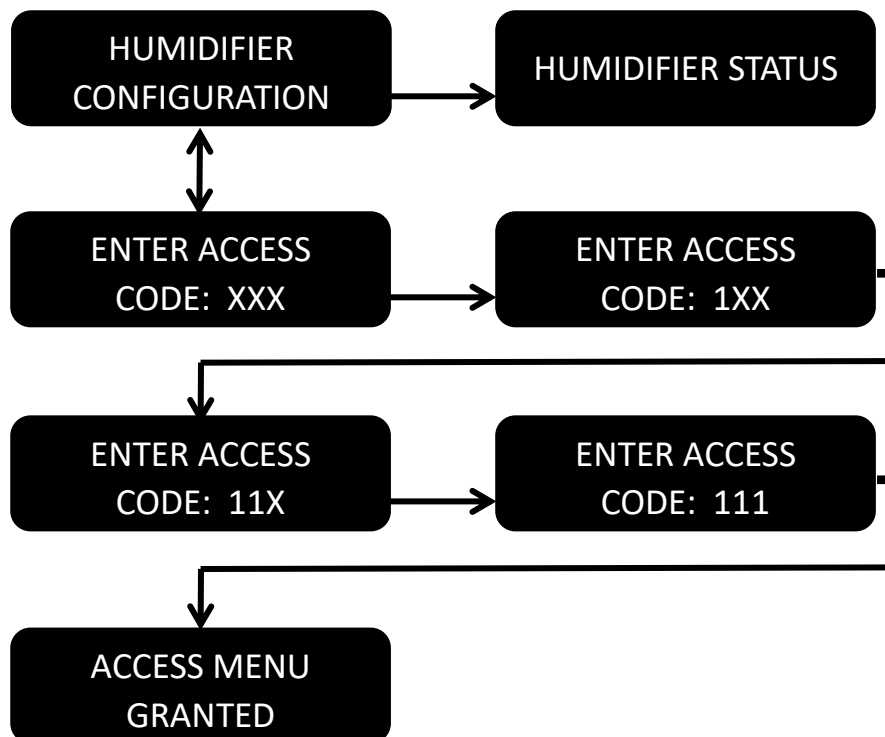 HUMIDIFIER
CONFIGURATION
HUMIDIFIER STATUS
ENTER ACCESS
CODE:  XXX
ENTER ACCESS
CODE:  1XX
ENTER ACCESS
CODE:  11X
ENTER ACCESS
CODE:  111
ACCESS MENU
GRANTED